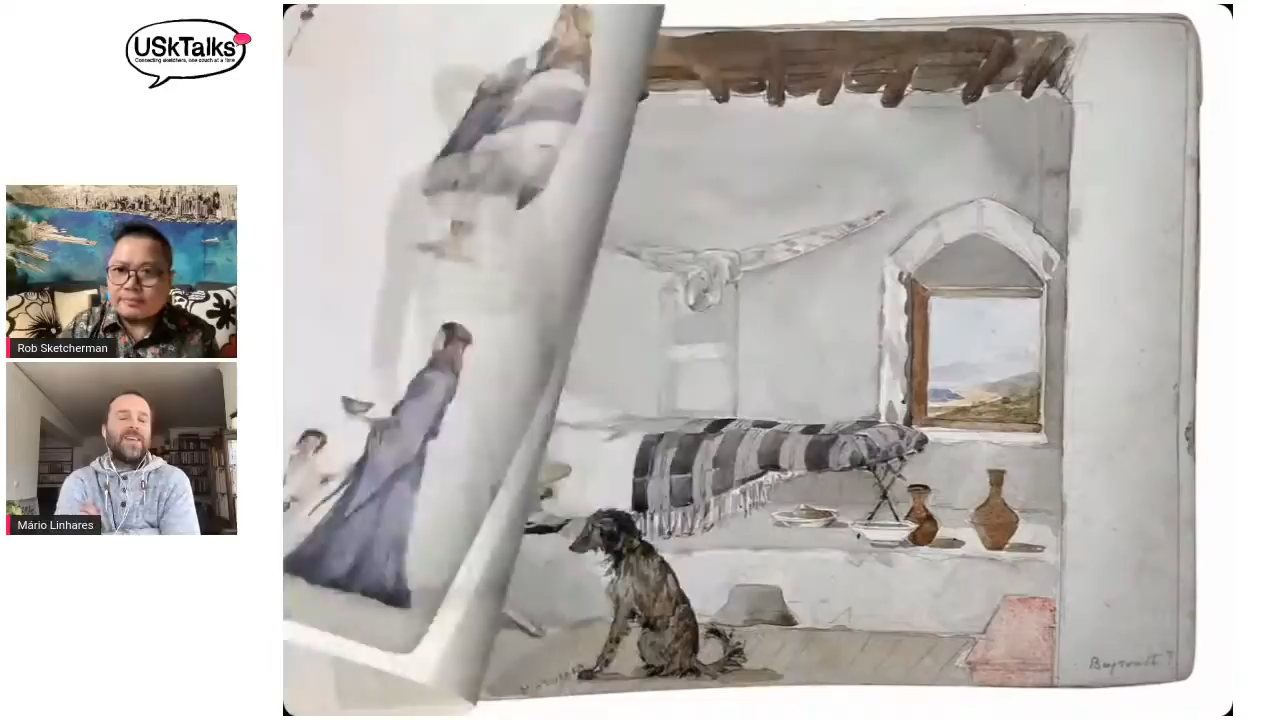 USkTalks
Connecting sketchers, one couch at a time
Rob Sketcherman
Mário Linhares
Beyrouth ?